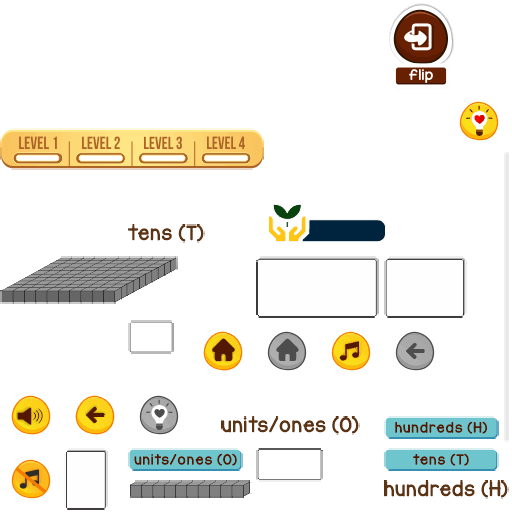 flip
LEVEL 1 LEVEL 2 LEVEL 3 LEVEL 4
tens (T)
units/ones (O)
hundreds (H)
units/ones (O)
tens (T)
hundreds (H)